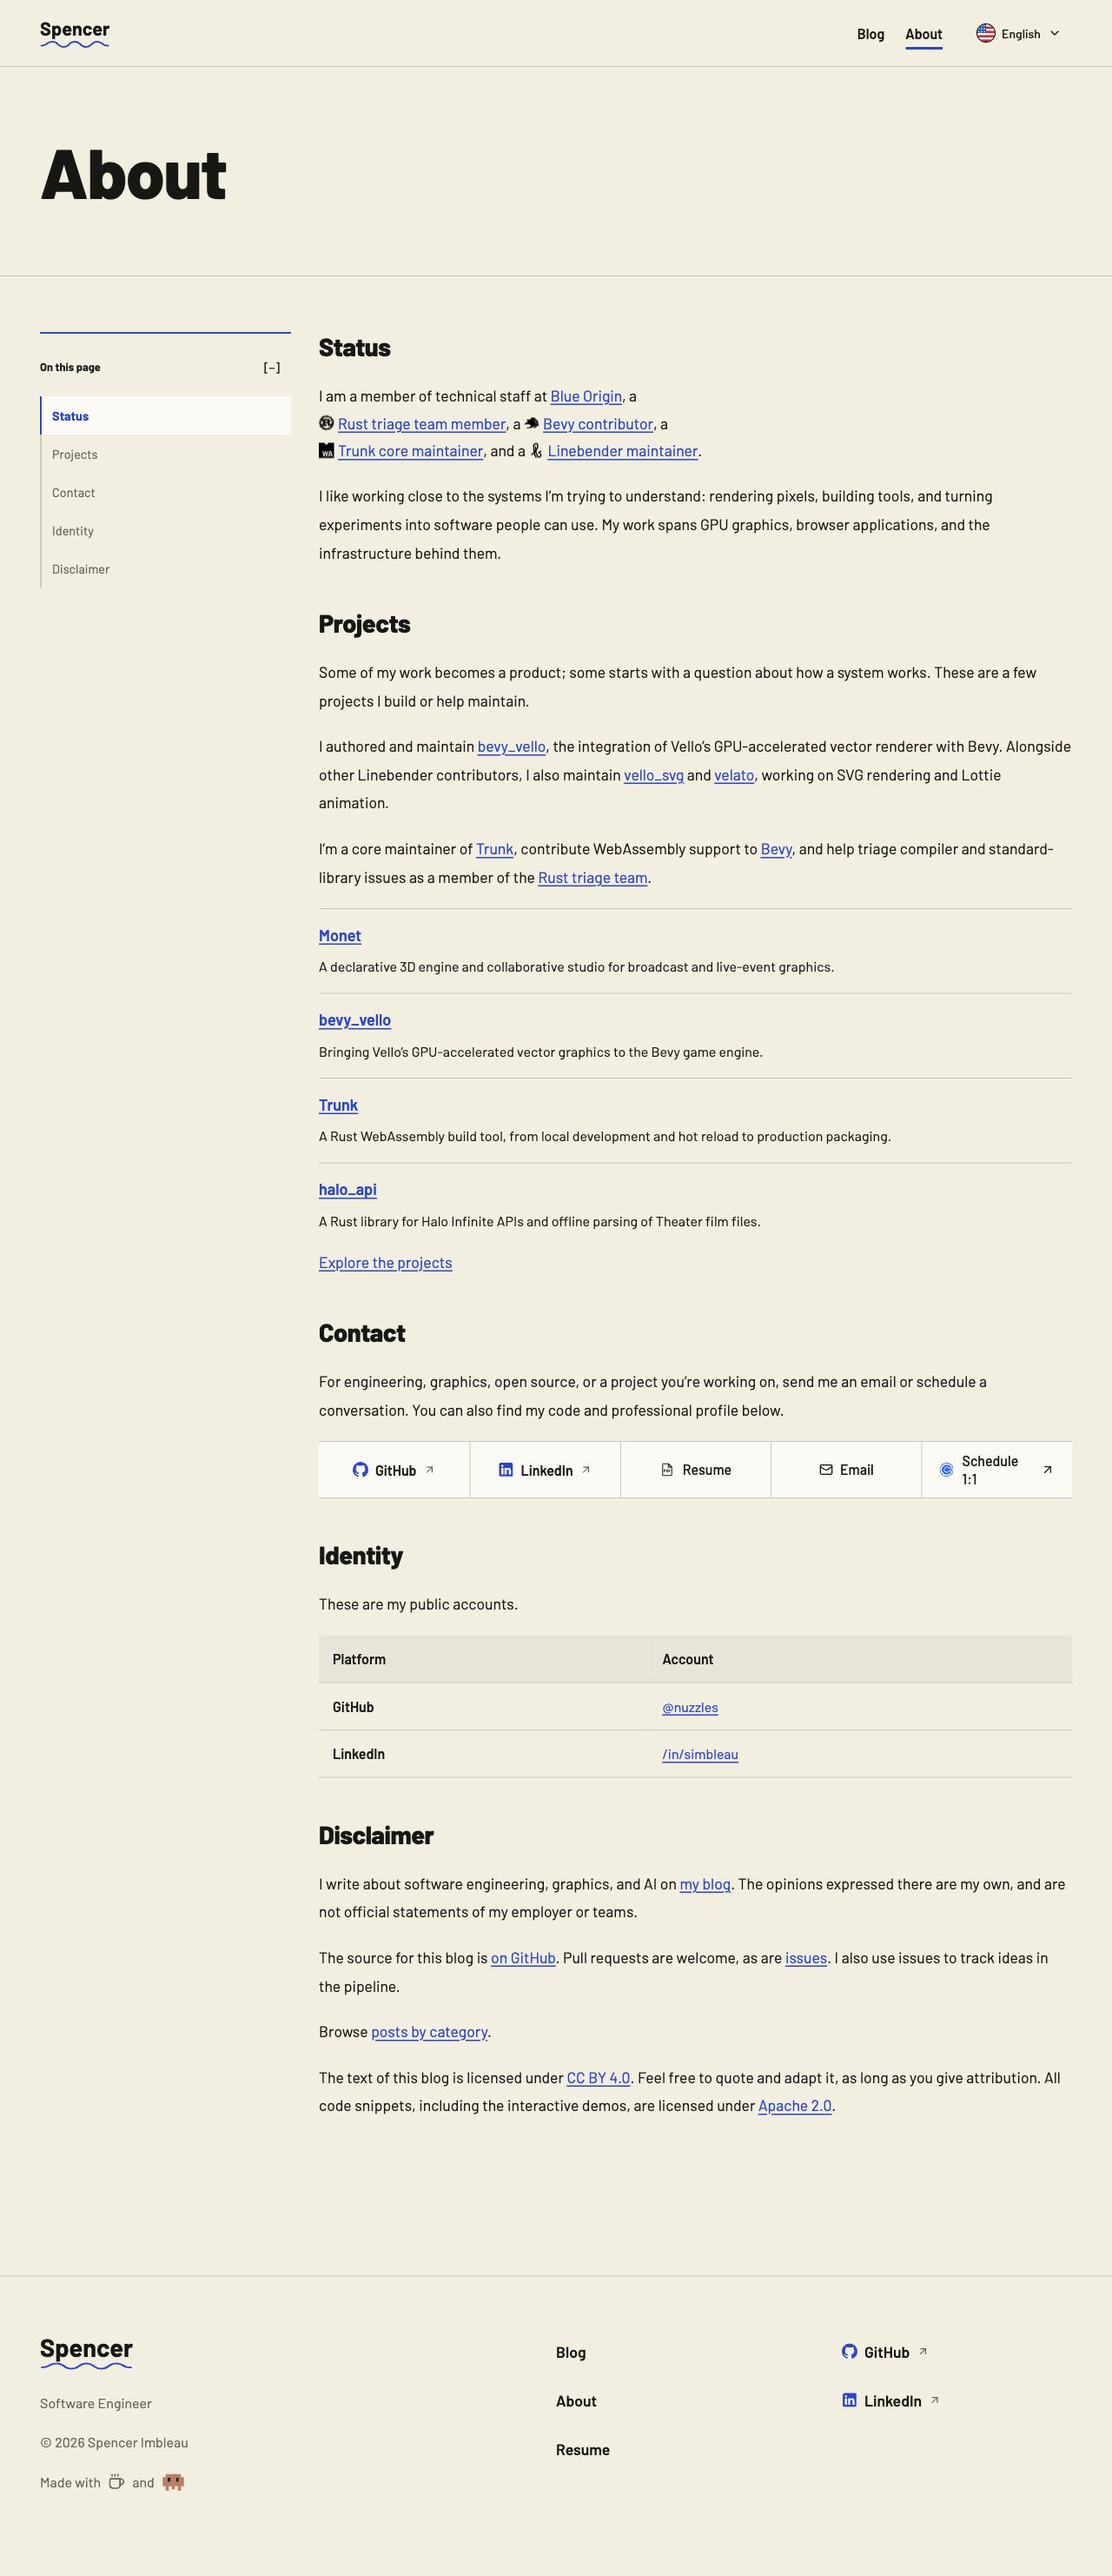 Spencer
Blog
About
English
About
On this page
[–]
Status
Projects
Contact
Identity
Disclaimer
Status
I am a member of technical staff at Blue Origin, a
Rust triage team member, a Bevy contributor, a
WA Trunk core maintainer, and a Linebender maintainer.
I like working close to the systems I’m trying to understand: rendering pixels, building tools, and turning
experiments into software people can use. My work spans GPU graphics, browser applications, and the
infrastructure behind them.
Projects
Some of my work becomes a product; some starts with a question about how a system works. These are a few
projects I build or help maintain.
I authored and maintain bevy_vello, the integration of Vello’s GPU-accelerated vector renderer with Bevy. Alongside
other Linebender contributors, I also maintain vello_svg and velato, working on SVG rendering and Lottie
animation.
I’m a core maintainer of Trunk, contribute WebAssembly support to Bevy, and help triage compiler and standard-
library issues as a member of the Rust triage team.
Monet
A declarative 3D engine and collaborative studio for broadcast and live-event graphics.
bevy_vello
Bringing Vello’s GPU-accelerated vector graphics to the Bevy game engine.
Trunk
A Rust WebAssembly build tool, from local development and hot reload to production packaging.
halo_api
A Rust library for Halo Infinite APIs and offline parsing of Theater film files.
Explore the projects
Contact
For engineering, graphics, open source, or a project you’re working on, send me an email or schedule a
conversation. You can also find my code and professional profile below.
GitHub
LinkedIn
Resume
Email
Schedule
1:1
Identity
These are my public accounts.
Platform Account
GitHub @nuzzles
LinkedIn /in/simbleau
Disclaimer
I write about software engineering, graphics, and AI on my blog. The opinions expressed there are my own, and are
not official statements of my employer or teams.
The source for this blog is on GitHub. Pull requests are welcome, as are issues. I also use issues to track ideas in
the pipeline.
Browse posts by category.
The text of this blog is licensed under CC BY 4.0. Feel free to quote and adapt it, as long as you give attribution. All
code snippets, including the interactive demos, are licensed under Apache 2.0.
Spencer
Software Engineer
© 2026 Spencer Imbleau
Made with and
Blog
About
Resume
GitHub
LinkedIn